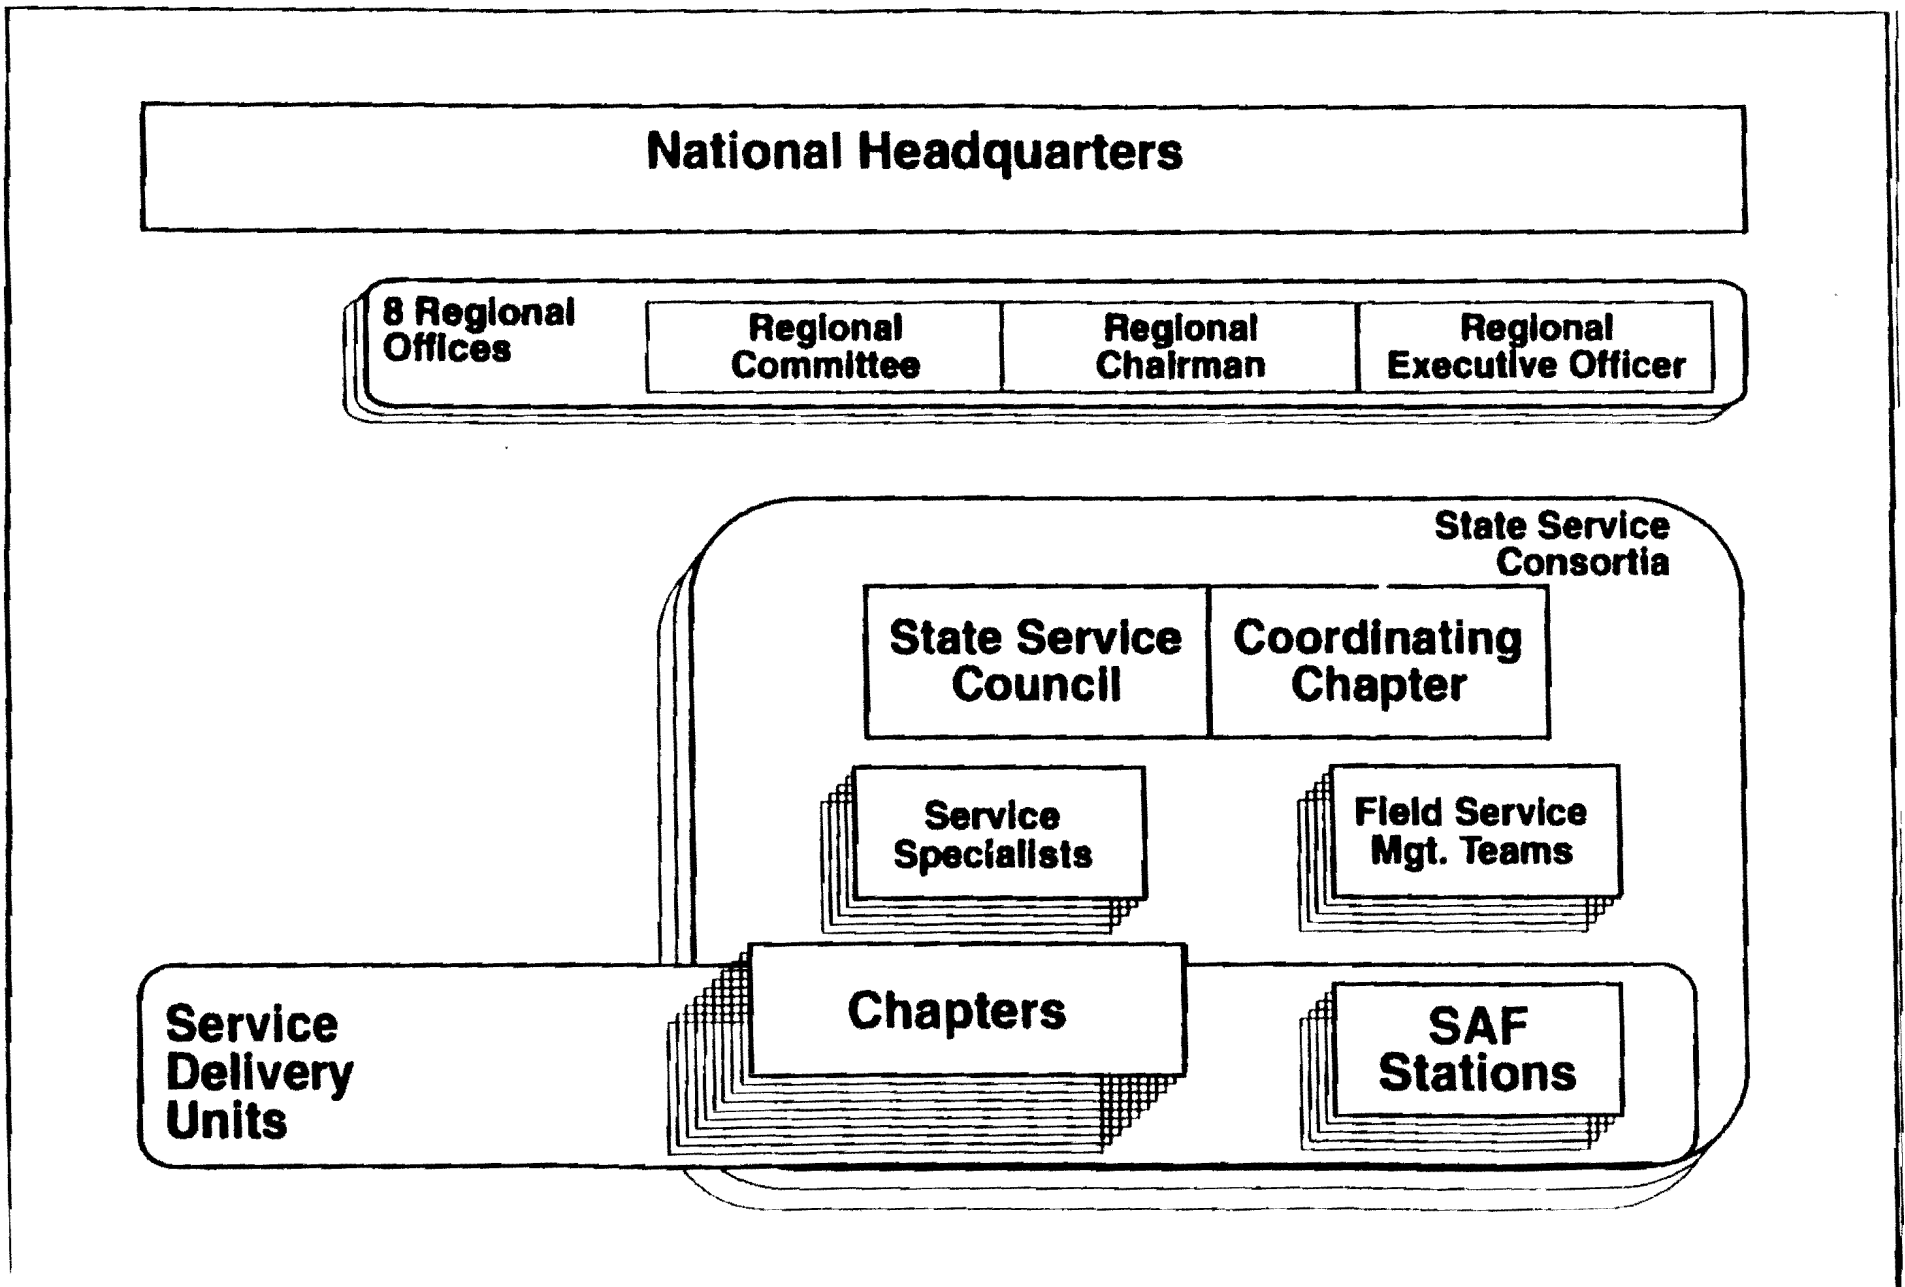 National Headquarters
8 Regional
Offices
Regional
Committee
Regional
Chairman
Regional
Executive Officer
State Service
Consortia
State Service
Council
Coordinating
Chapter
Service
Specialists
Field Service
Mgt. Teams
Chapters
SAF
Stations
Service
Delivery
Units